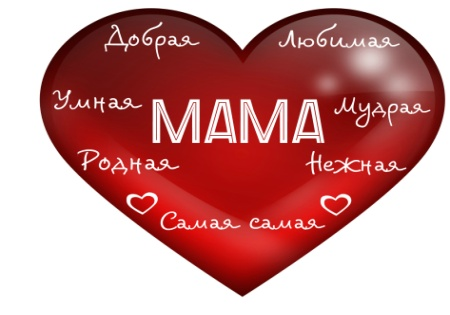 Добрая Любимая
Умная МАМА Мудрая
Родная Нежная
Самая самая